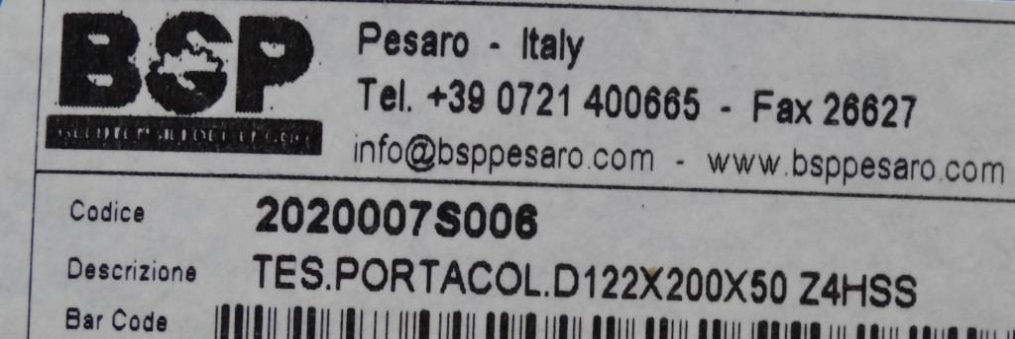 BSP
Pesaro - Italy
Tel. +39 0721 400665 - Fax 26627
info@bsppesaro.com - www.bsppesaro.com
Codice 2020007S006
Descrizione TES.PORTACOL.D122X200X50 Z4HSS
Bar Code